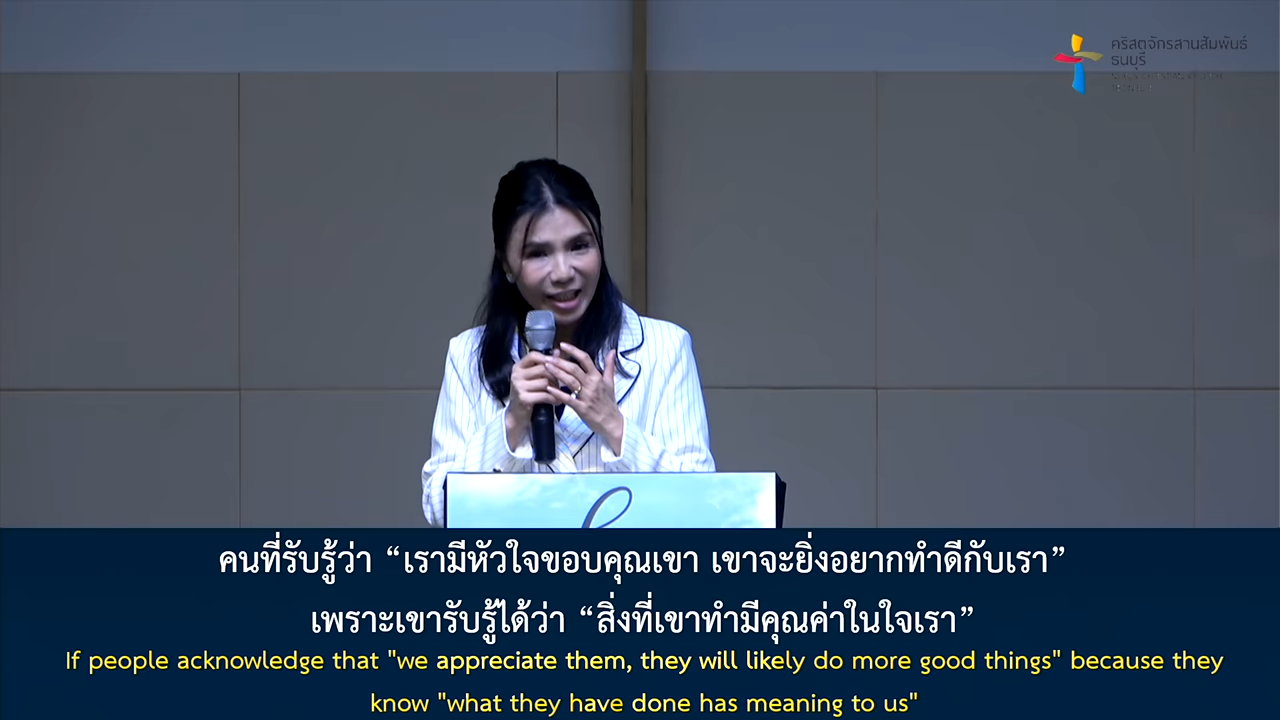 คริสตจักรสานสัมพันธ์
ธนบุรี
คนที่รับรู้ว่า “เรามีหัวใจขอบคุณเขา เขาจะยิ่งอยากทำดีกับเรา”
เพราะเขารับรู้ได้ว่า “สิ่งที่เขาทำมีคุณค่าในใจเรา”
If people acknowledge that "we appreciate them, they will likely do more good things" because they
know "what they have done has meaning to us"